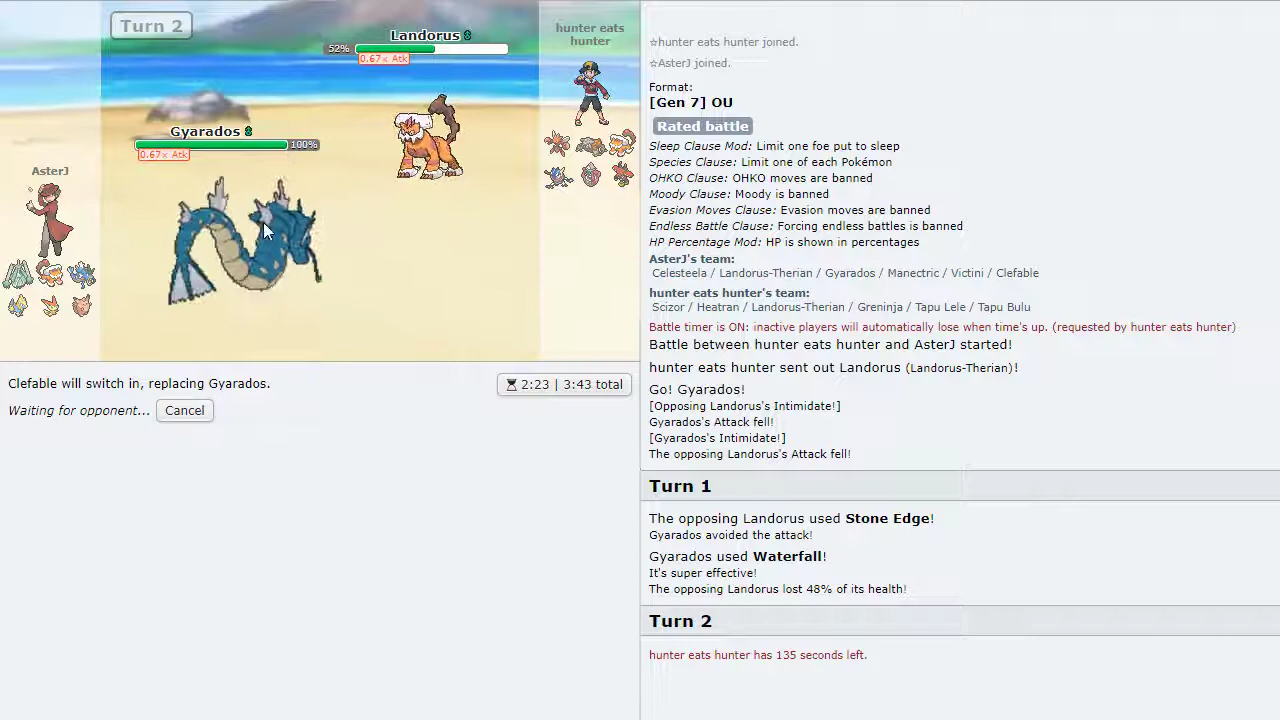 Turn 2
Landorus
52%
0.67× Atk
hunter eats
hunter
Gyarados
100%
0.67× Atk
AsterJ
Clefable will switch in, replacing Gyarados.
2:23 | 3:43 total
Waiting for opponent... Cancel
☆hunter eats hunter joined.
☆AsterJ joined.
Format:
[Gen 7] OU
Rated battle
Sleep Clause Mod: Limit one foe put to sleep
Species Clause: Limit one of each Pokémon
OHKO Clause: OHKO moves are banned
Moody Clause: Moody is banned
Evasion Moves Clause: Evasion moves are banned
Endless Battle Clause: Forcing endless battles is banned
HP Percentage Mod: HP is shown in percentages
AsterJ's team:
Celesteela / Landorus-Therian / Gyarados / Manectric / Victini / Clefable
hunter eats hunter's team:
Scizor / Heatran / Landorus-Therian / Greninja / Tapu Lele / Tapu Bulu
Battle timer is ON: inactive players will automatically lose when time's up. (requested by hunter eats hunter)
Battle between hunter eats hunter and AsterJ started!
hunter eats hunter sent out Landorus (Landorus-Therian)!
Go! Gyarados!
[Opposing Landorus's Intimidate!]
Gyarados's Attack fell!
[Gyarados's Intimidate!]
The opposing Landorus's Attack fell!
Turn 1
The opposing Landorus used Stone Edge!
Gyarados avoided the attack!
Gyarados used Waterfall!
It's super effective!
The opposing Landorus lost 48% of its health!
Turn 2
hunter eats hunter has 135 seconds left.